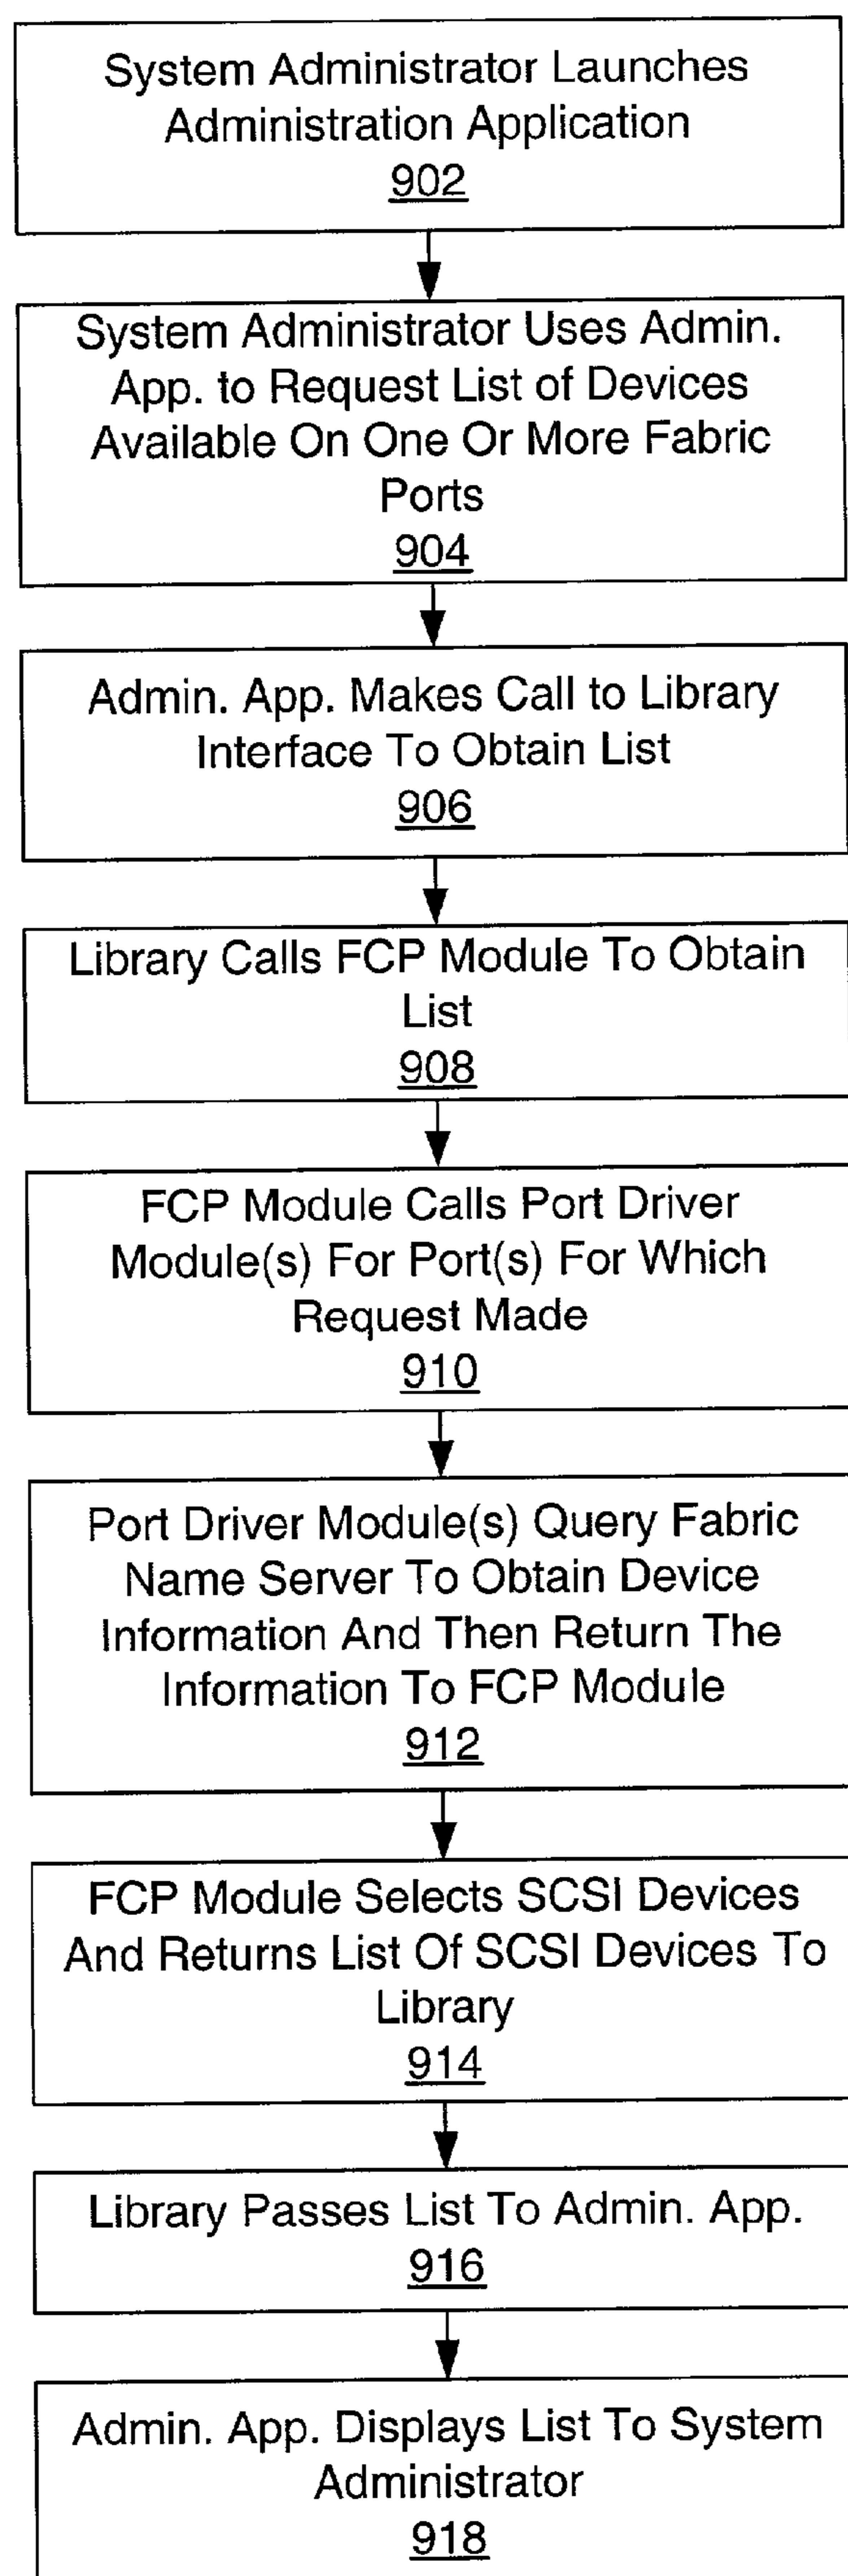 System Administrator Launches
Administration Application
902
System Administrator Uses Admin.
App. to Request List of Devices
Available On One Or More Fabric
Ports
904
Admin. App. Makes Call to Library
Interface To Obtain List
906
Library Calls FCP Module To Obtain
List
908
FCP Module Calls Port Driver
Module(s) For Port(s) For Which
Request Made
910
Port Driver Module(s) Query Fabric
Name Server To Obtain Device
Information And Then Return The
Information To FCP Module
912
FCP Module Selects SCSI Devices
And Returns List Of SCSI Devices To
Library
914
Library Passes List To Admin. App.
916
Admin. App. Displays List To System
Administrator
918